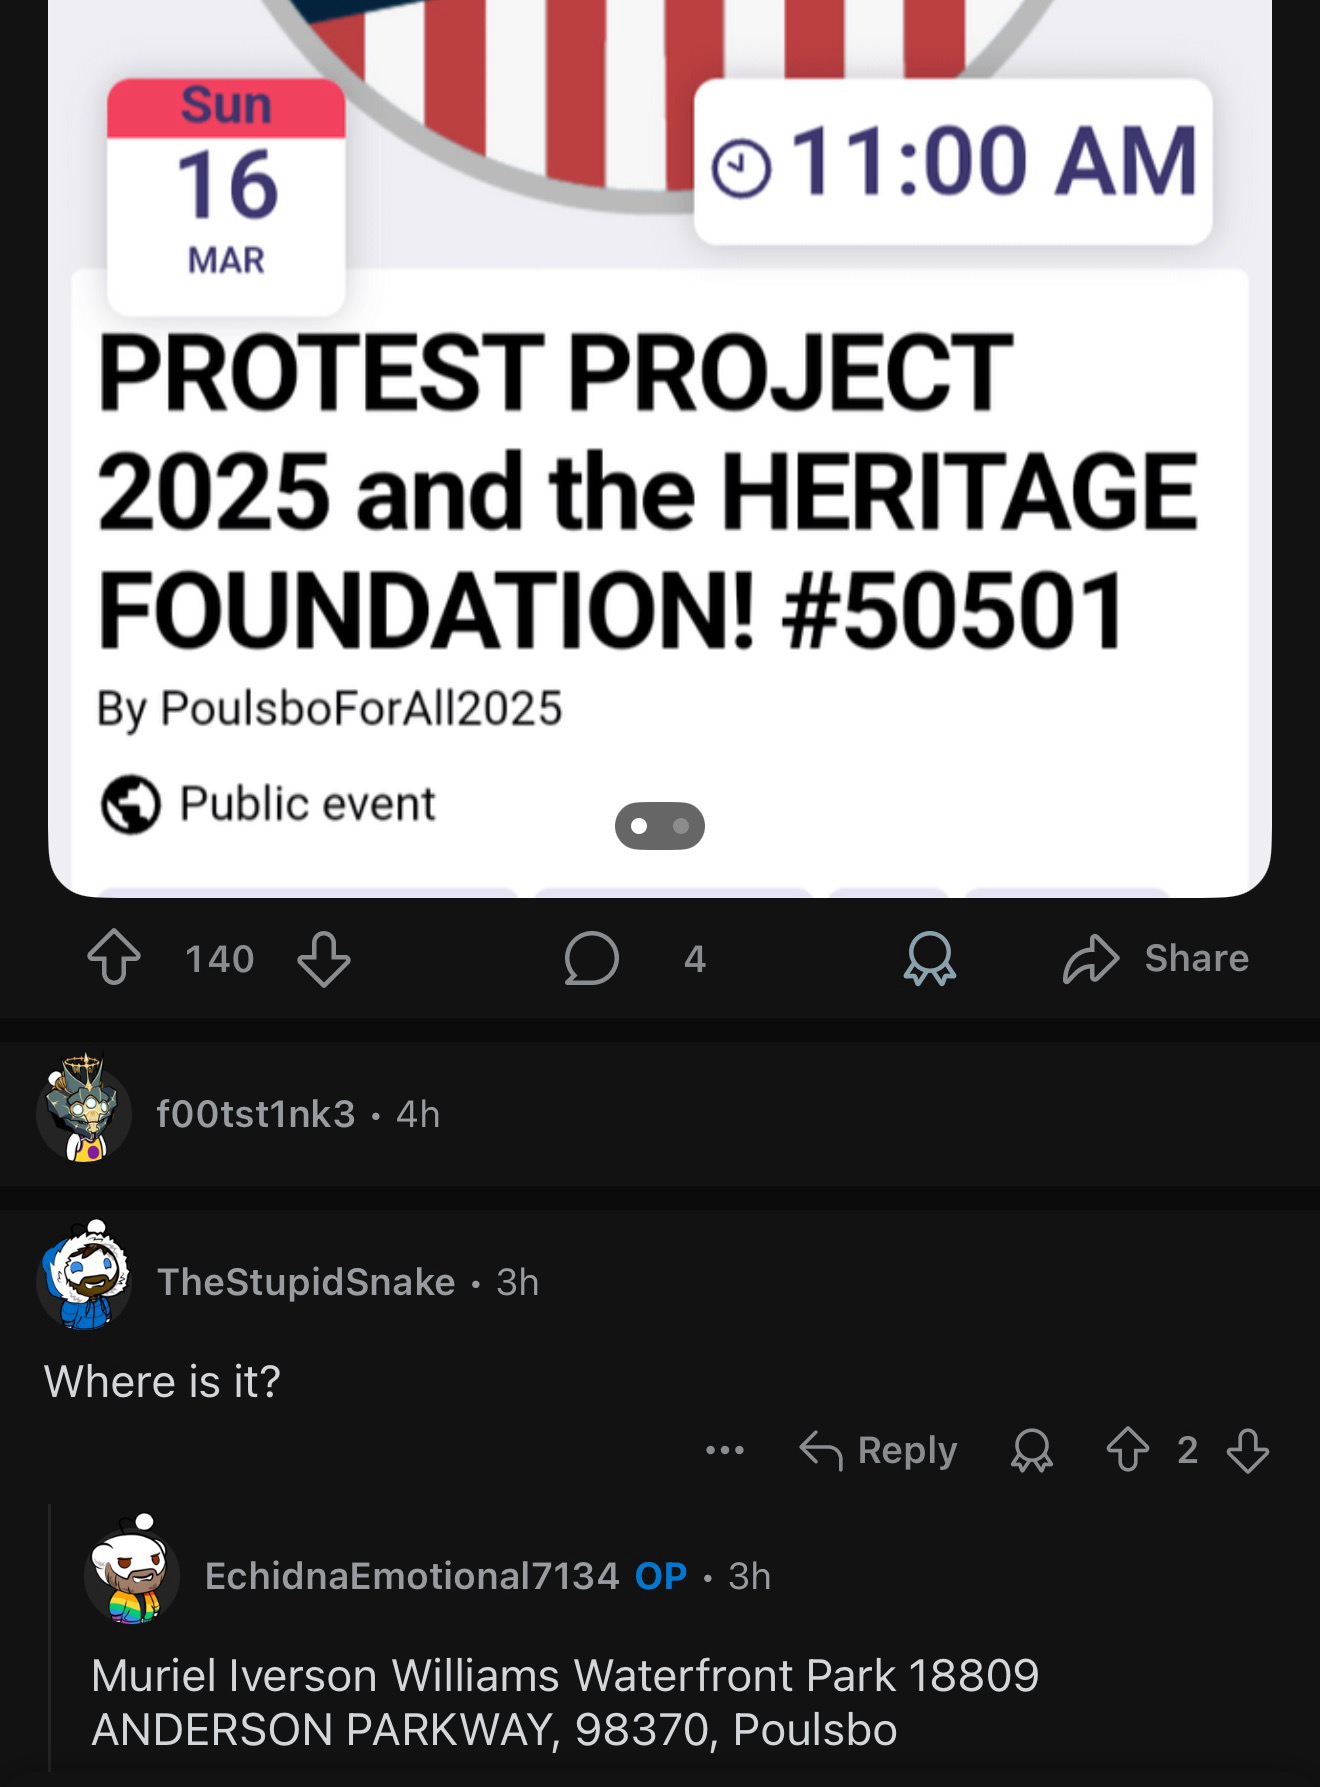 Sun
16
MAR
11:00 AM
PROTEST PROJECT
2025 and the HERITAGE
FOUNDATION! #50501
By PoulsboForAll2025
Public event
140
4
Share
f00tst1nk3 • 4h
TheStupidSnake • 3h
Where is it?
Reply
2
EchidnaEmotional7134 OP • 3h
Muriel Iverson Williams Waterfront Park 18809
ANDERSON PARKWAY, 98370, Poulsbo